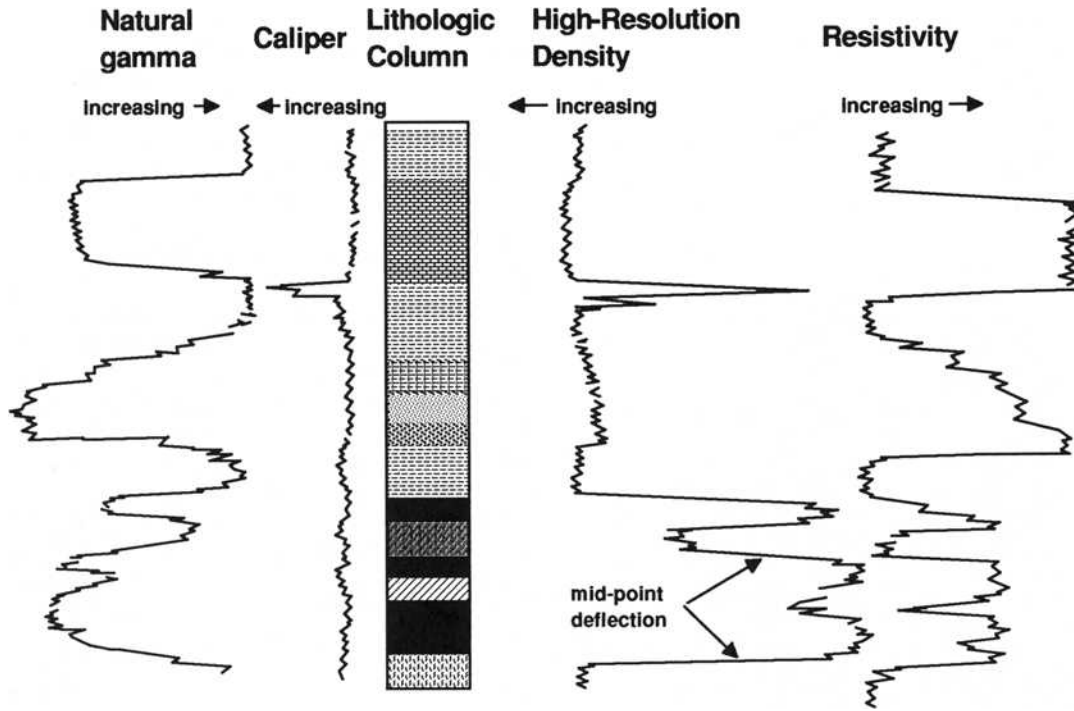 Natural
gamma
Caliper
Lithologic
Column
High-Resolution
Density
Resistivity
increasing
increasing
increasing
increasing
mid-point
deflection